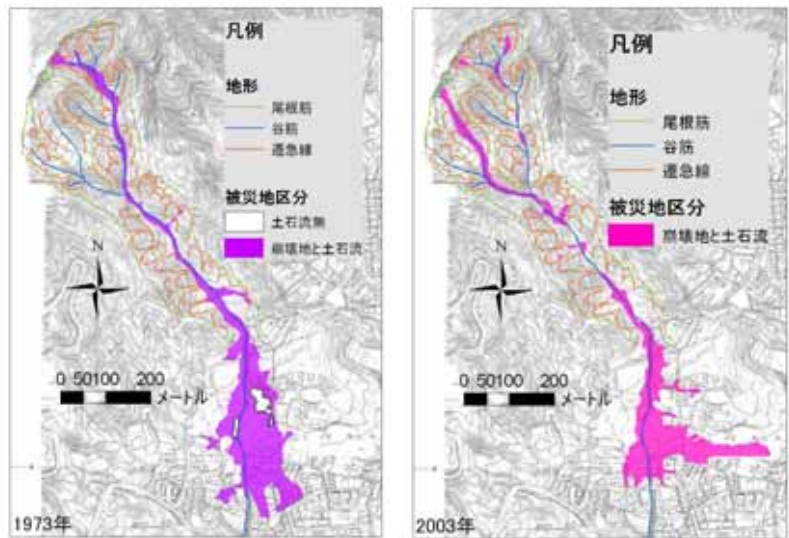 凡例
地形
尾根筋
谷筋
遷急線
被災地区分
土石流無
崩壊地と土石流
N
0 50100 200
メートル
1973年
凡例
地形
尾根筋
谷筋
遷急線
被災地区分
崩壊地と土石流
N
0 50100 200
メートル
2003年